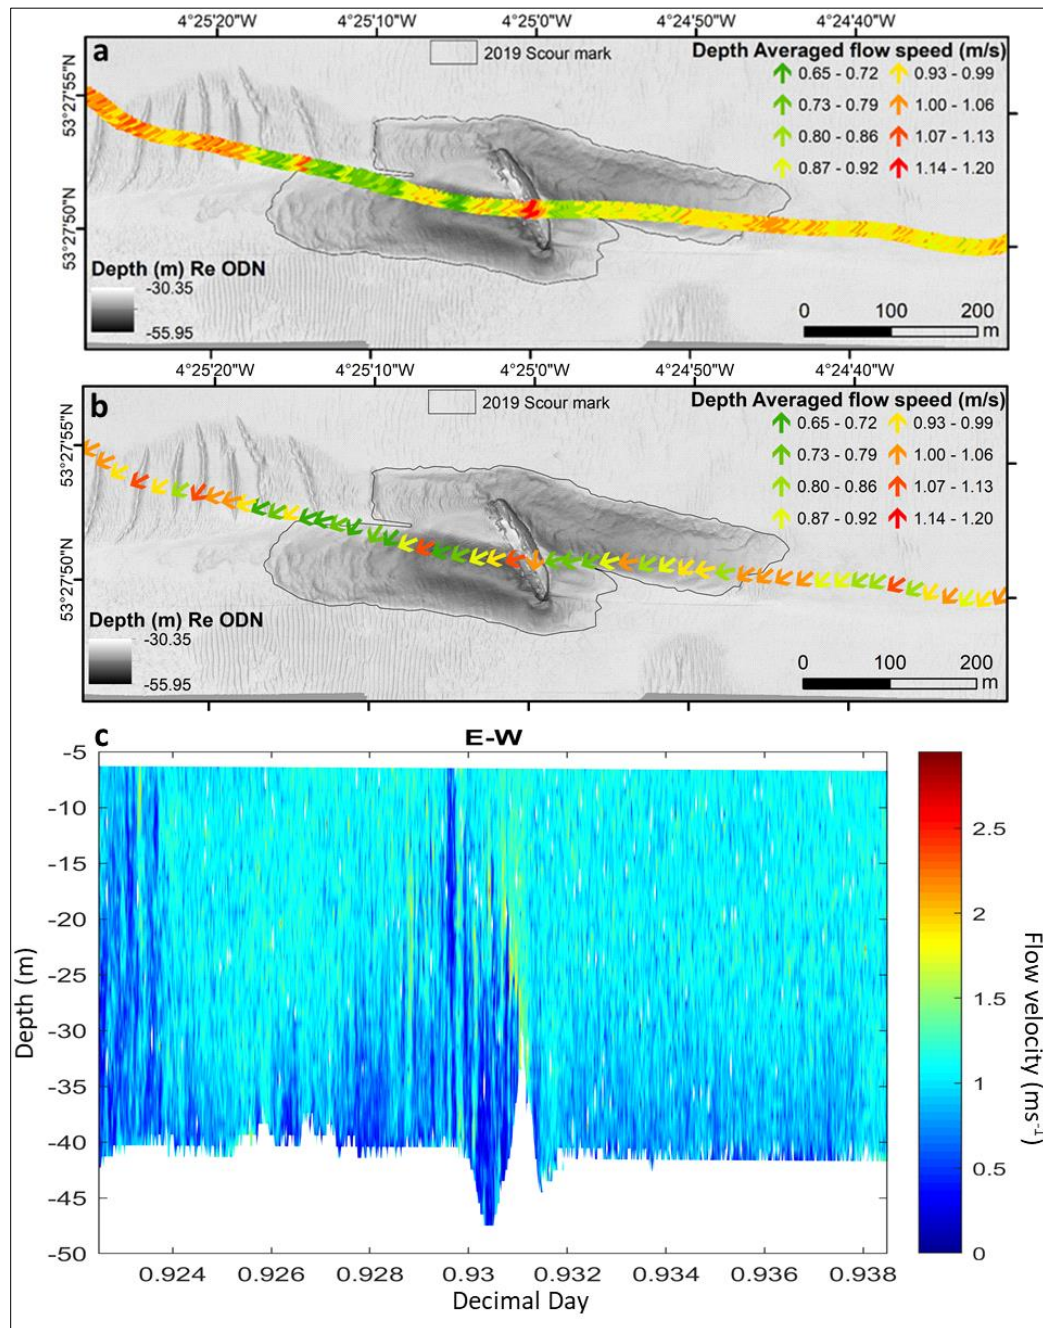 4°25'20"W 4°25'10"W 4°25'0"W 4°24'50"W 4°24'40"W
a
2019 Scour mark
Depth Averaged flow speed (m/s)
0.65 - 0.72 0.93 - 0.99
0.73 - 0.79 1.00 - 1.06
0.80 - 0.86 1.07 - 1.13
0.87 - 0.92 1.14 - 1.20
53°27'55"N
53°27'50"N
Depth (m) Re ODN
-30.35
-55.95
0 100 200
m
4°25'20"W 4°25'10"W 4°25'0"W 4°24'50"W 4°24'40"W
b
2019 Scour mark
Depth Averaged flow speed (m/s)
0.65 - 0.72 0.93 - 0.99
0.73 - 0.79 1.00 - 1.06
0.80 - 0.86 1.07 - 1.13
0.87 - 0.92 1.14 - 1.20
53°27'55"N
53°27'50"N
Depth (m) Re ODN
-30.35
-55.95
0 100 200
m
c
E-W
-5
-10
-15
-20
-25
-30
-35
-40
-45
-50
Depth (m)
0.924 0.926 0.928 0.93 0.932 0.934 0.936 0.938
Decimal Day
2.5
2
1.5
1
0.5
0
Flow velocity (ms⁻¹)